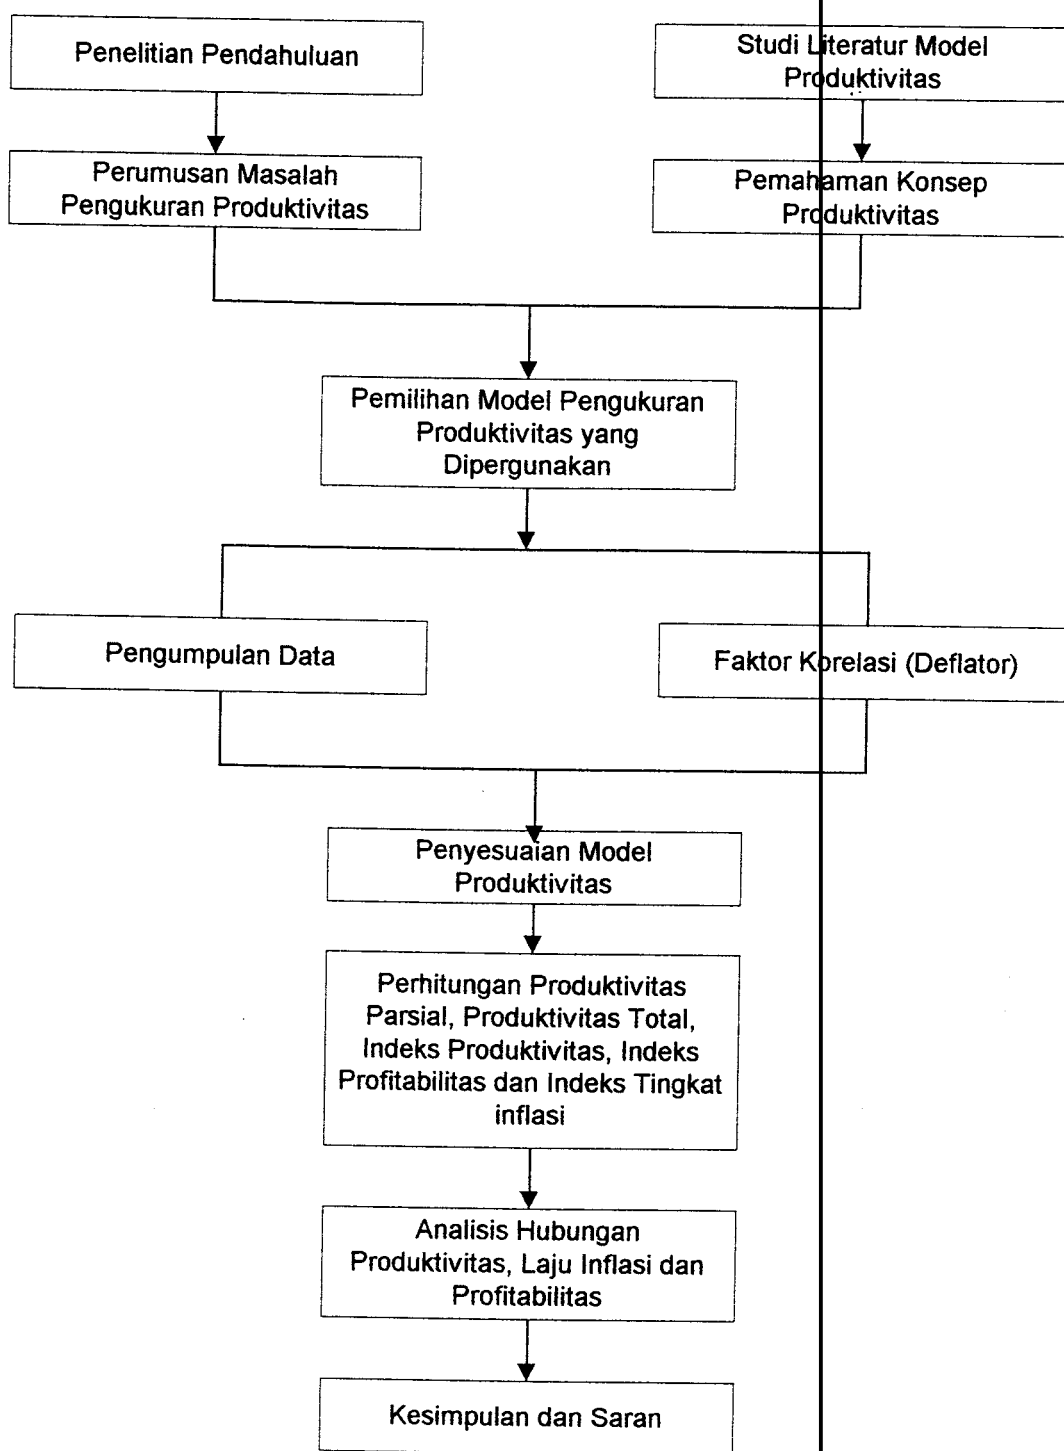 Penelitian Pendahuluan
Studi Literatur Model
Produktivitas
Perumusan Masalah
Pengukuran Produktivitas
Pemahaman Konsep
Produktivitas
Pemilihan Model Pengukuran
Produktivitas yang
Dipergunakan
Pengumpulan Data
Faktor Korelasi (Deflator)
Penyesuaian Model
Produktivitas
Perhitungan Produktivitas
Parsial, Produktivitas Total,
Indeks Produktivitas, Indeks
Profitabilitas dan Indeks Tingkat
inflasi
Analisis Hubungan
Produktivitas, Laju Inflasi dan
Profitabilitas
Kesimpulan dan Saran